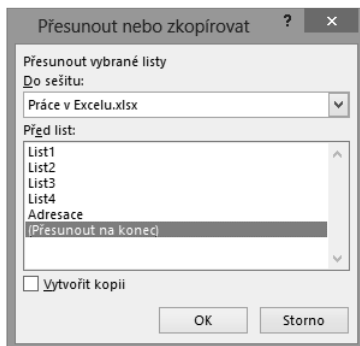 Přesunout nebo zkopírovat ? ×
Přesunout vybrané listy
Do sešitu:
Práce v Excelu.xlsx
Před list:
List1
List2
List3
List4
Adresace
(Přesunout na konec)
Vytvořit kopii
OK Storno